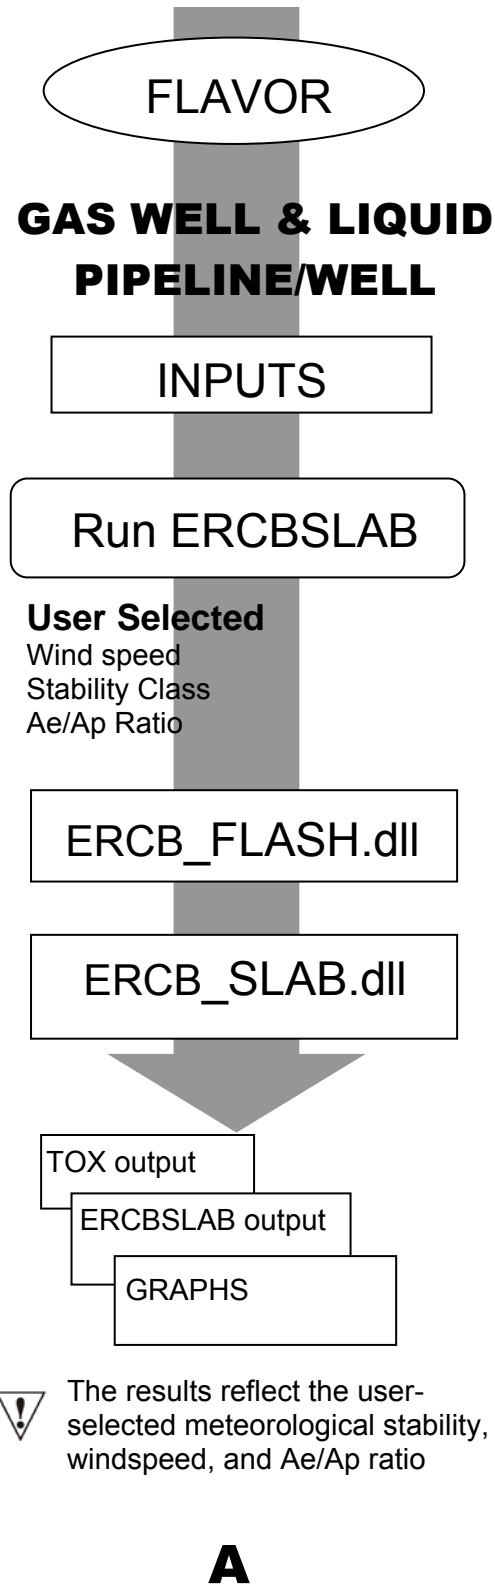 FLAVOR
GAS WELL & LIQUID
PIPELINE/WELL
INPUTS
Run ERCBSLAB
User Selected
Wind speed
Stability Class
Ae/Ap Ratio
ERCB_FLASH.dll
ERCB_SLAB.dll
TOX output
ERCBSLAB output
GRAPHS
!
The results reflect the user-
selected meteorological stability,
windspeed, and Ae/Ap ratio
A